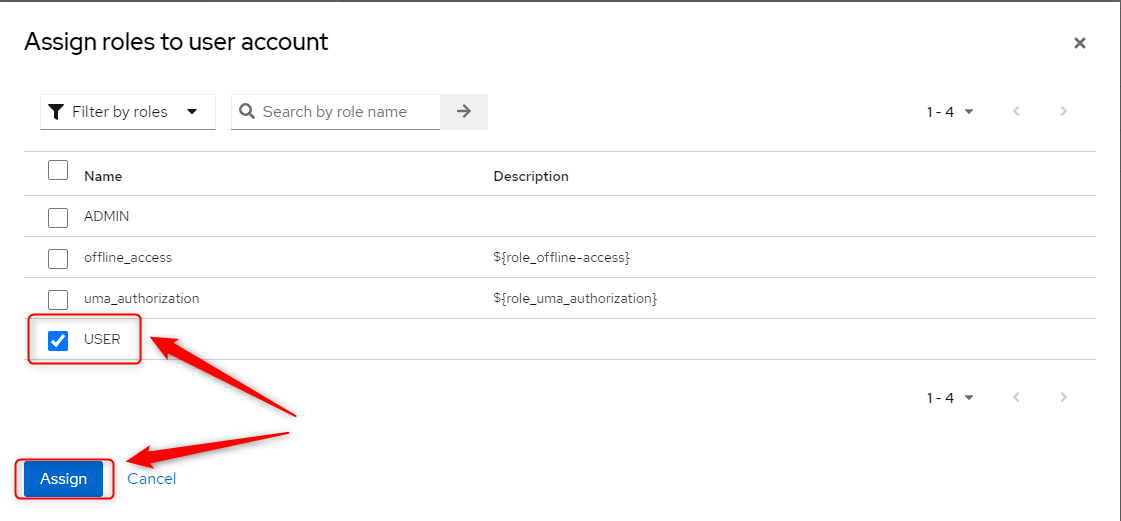 Assign roles to user account
Filter by roles Search by role name 1 - 4
Name Description
ADMIN
offline_access ${role_offline-access}
uma_authorization ${role_uma_authorization}
USER
1 - 4
Assign Cancel